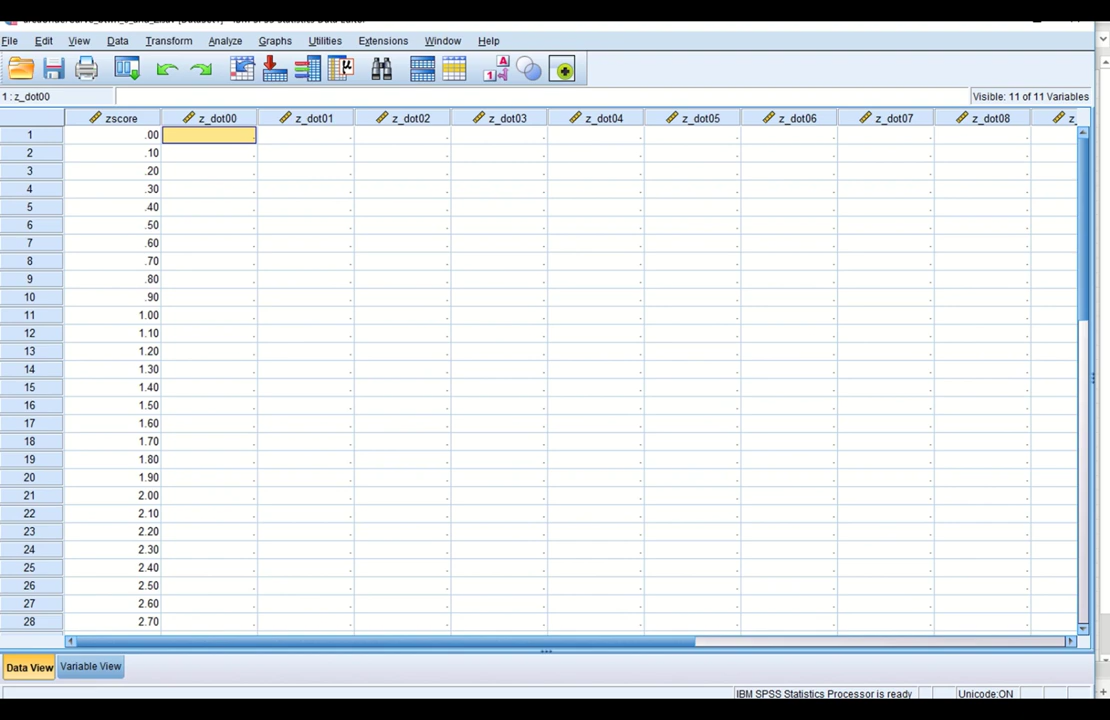 File Edit View Data Transform Analyze Graphs Utilities Extensions Window Help
1 : z_dot00 Visible: 11 of 11 Variables
zscore z_dot00 z_dot01 z_dot02 z_dot03 z_dot04 z_dot05 z_dot06 z_dot07 z_dot08 z_
1 .00 . . . . . . . . .
2 .10 . . . . . . . . .
3 .20 . . . . . . . . .
4 .30 . . . . . . . . .
5 .40 . . . . . . . . .
6 .50 . . . . . . . . .
7 .60 . . . . . . . . .
8 .70 . . . . . . . . .
9 .80 . . . . . . . . .
10 .90 . . . . . . . . .
11 1.00 . . . . . . . . .
12 1.10 . . . . . . . . .
13 1.20 . . . . . . . . .
14 1.30 . . . . . . . . .
15 1.40 . . . . . . . . .
16 1.50 . . . . . . . . .
17 1.60 . . . . . . . . .
18 1.70 . . . . . . . . .
19 1.80 . . . . . . . . .
20 1.90 . . . . . . . . .
21 2.00 . . . . . . . . .
22 2.10 . . . . . . . . .
23 2.20 . . . . . . . . .
24 2.30 . . . . . . . . .
25 2.40 . . . . . . . . .
26 2.50 . . . . . . . . .
27 2.60 . . . . . . . . .
28 2.70 . . . . . . . . .
Data View Variable View
IBM SPSS Statistics Processor is ready Unicode:ON